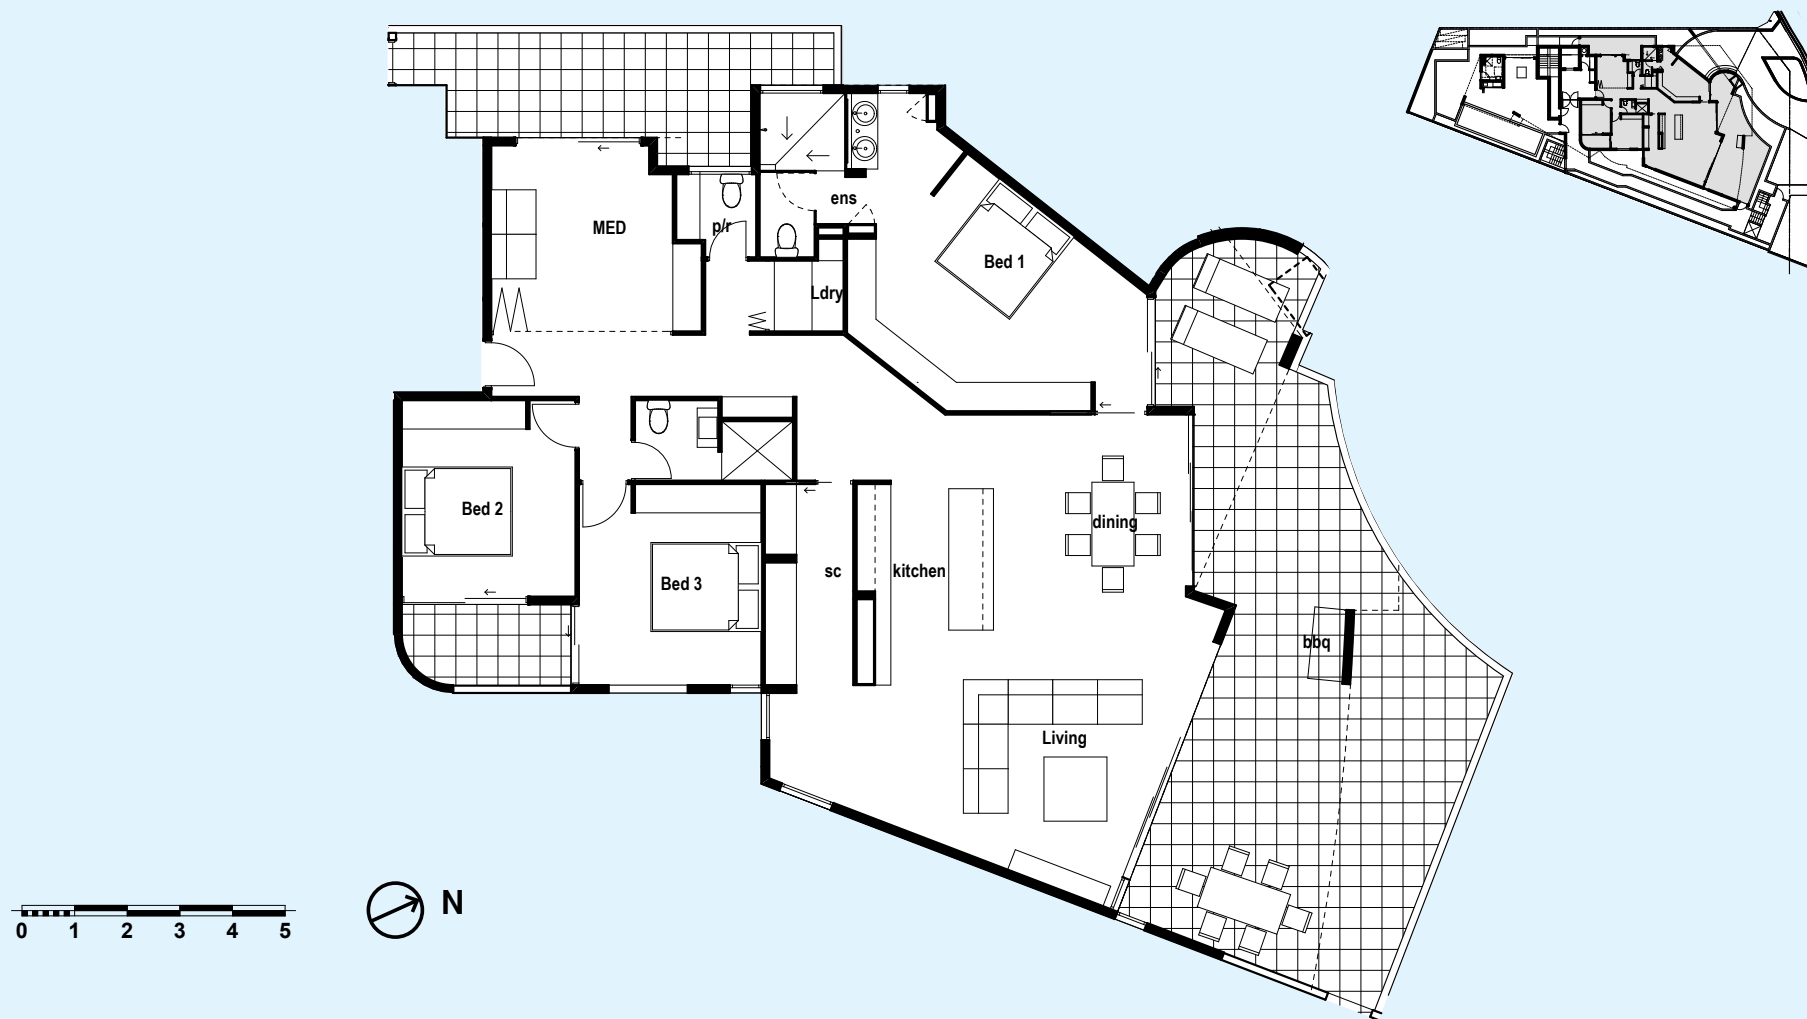 MED
p/r
ens
Bed 1
Ldry
Bed 2
Bed 3
sc
kitchen
dining
bbq
Living
0 1 2 3 4 5
N